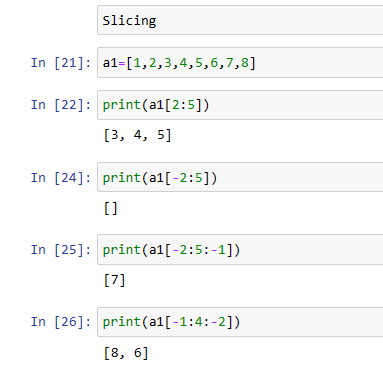 Slicing
In [21]: a1=[1,2,3,4,5,6,7,8]
In [22]: print(a1[2:5])
[3, 4, 5]
In [24]: print(a1[-2:5])
[]
In [25]: print(a1[-2:5:-1])
[7]
In [26]: print(a1[-1:4:-2])
[8, 6]